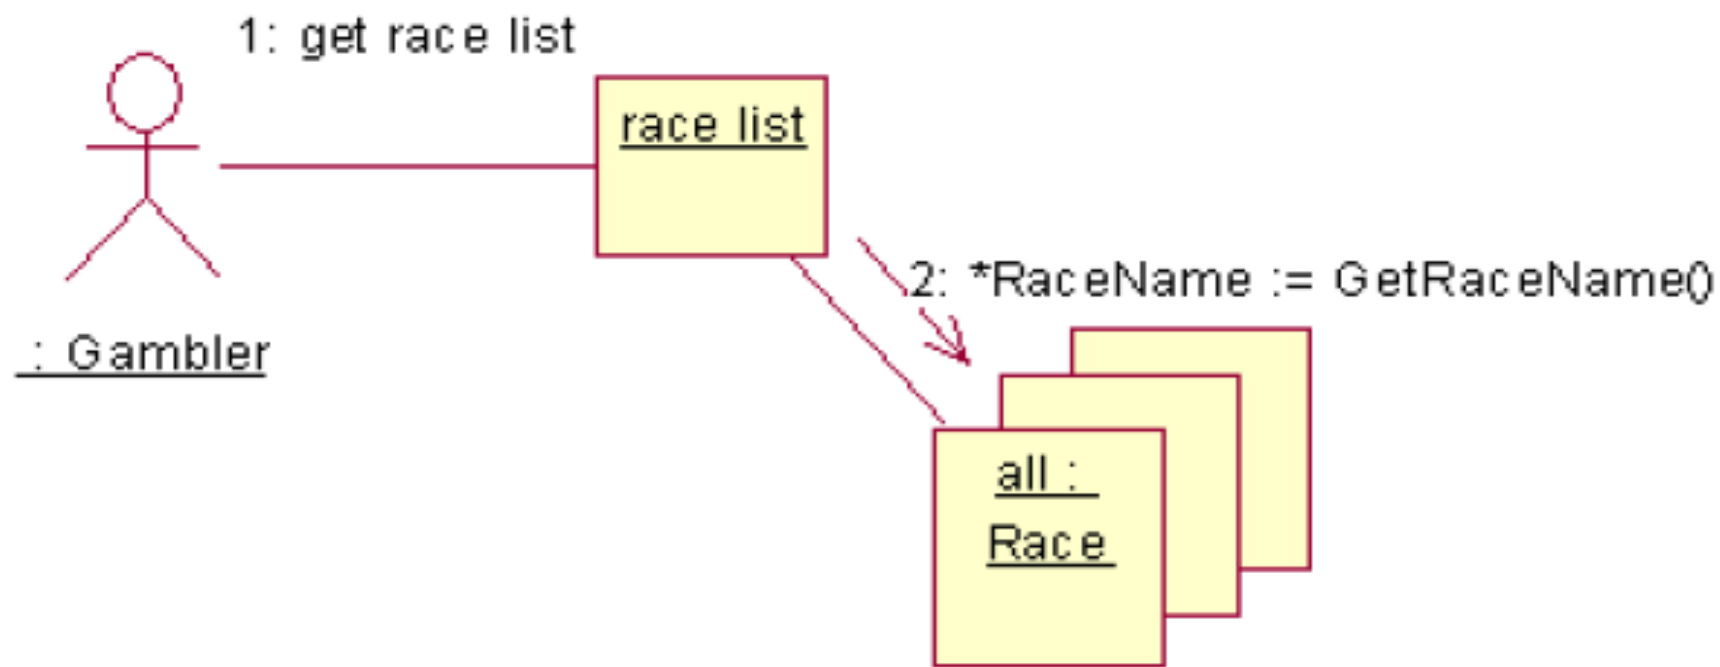 1: get race list
race list
2: *RaceName := GetRaceName()
: Gambler
all :
Race